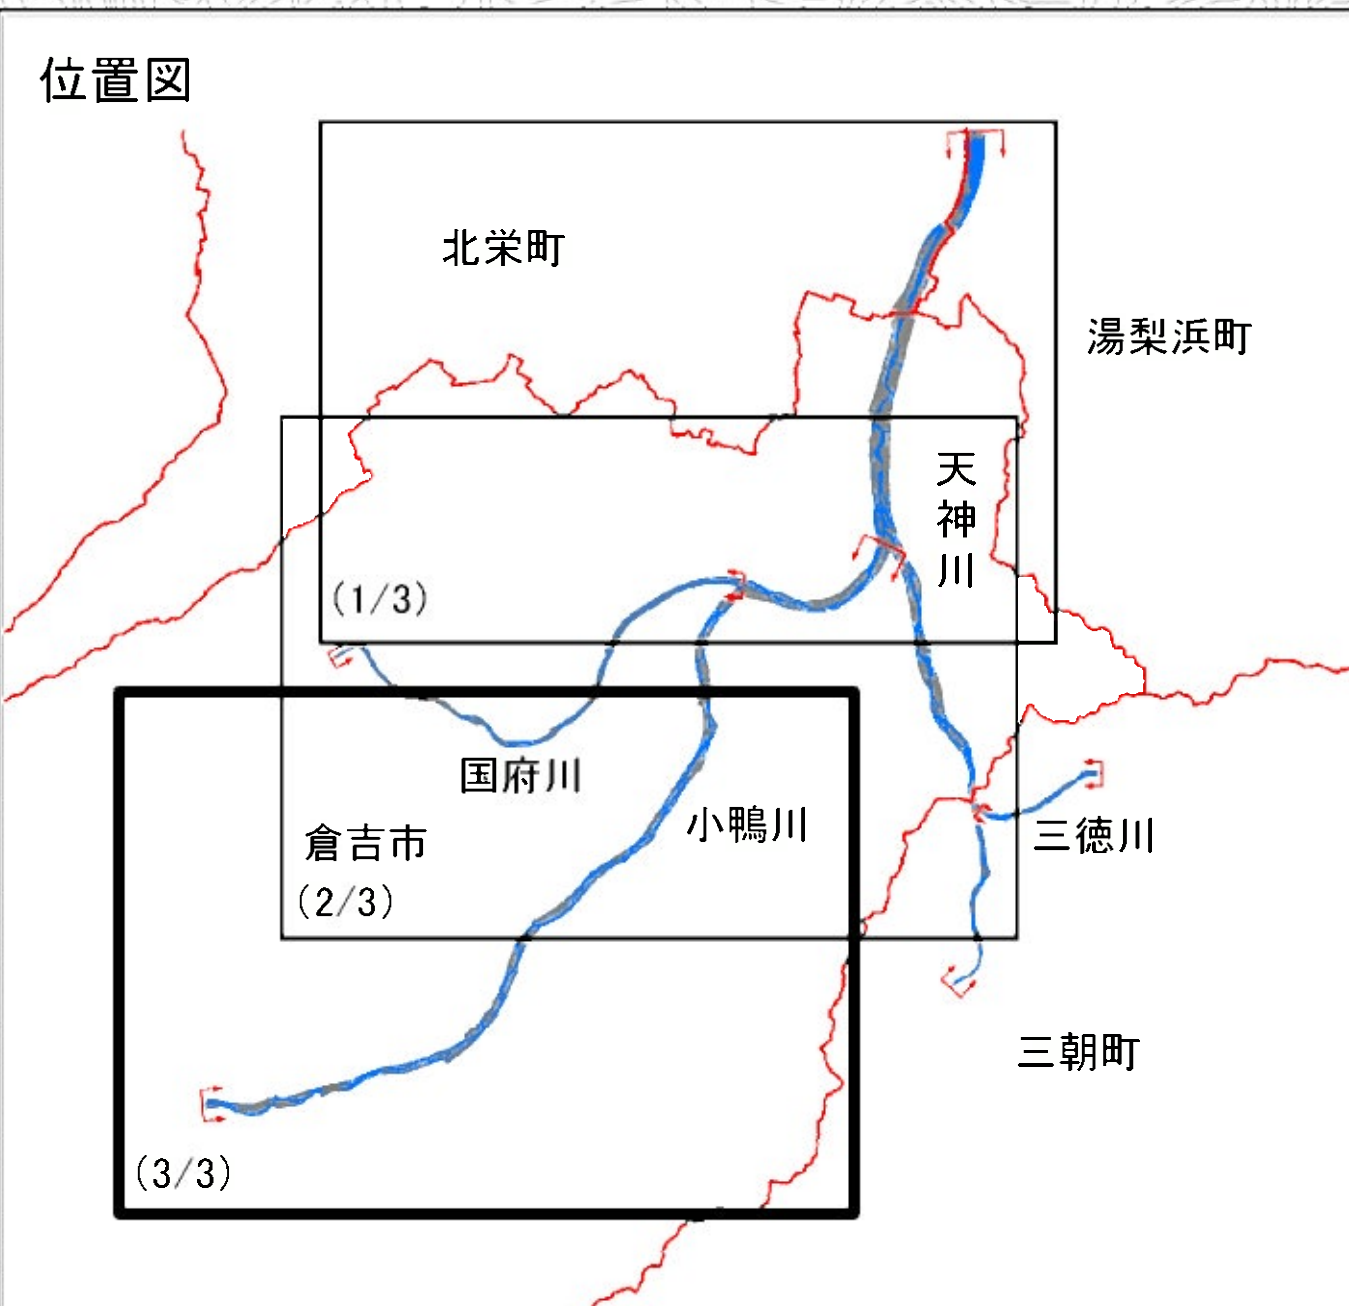 位置図
北栄町
湯梨浜町
天神川
(1/3)
国府川
小鴨川
三徳川
倉吉市
(2/3)
三朝町
(3/3)